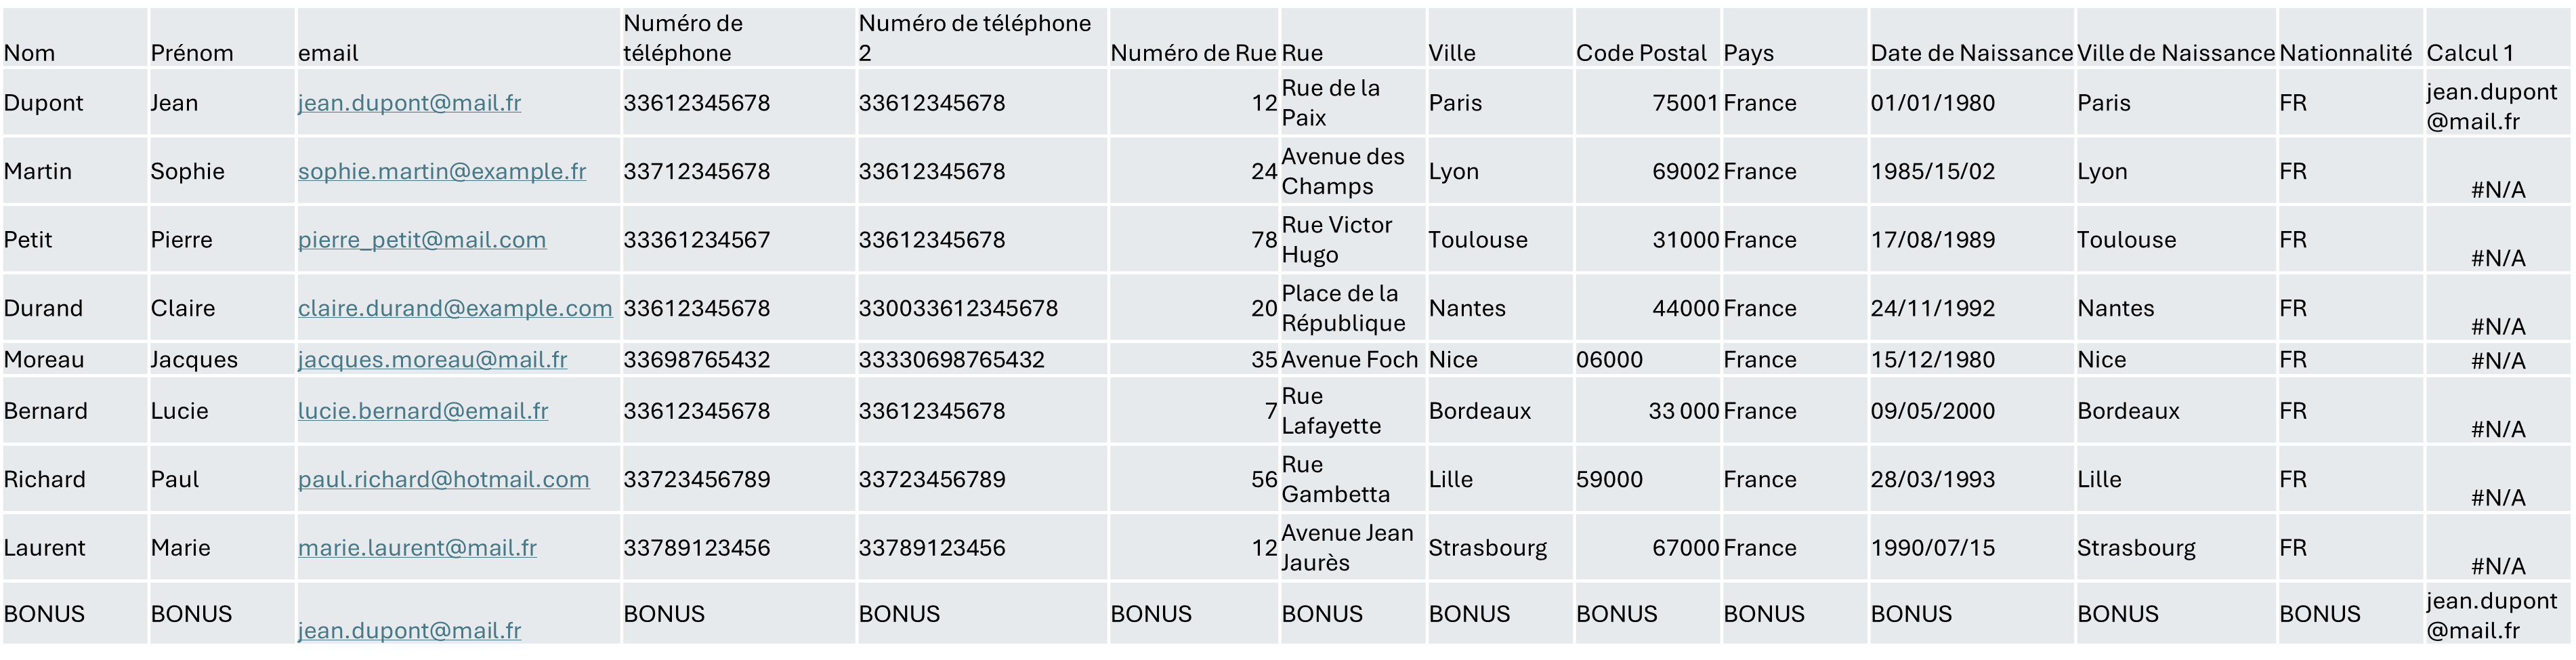 Nom Prénom email Numéro de téléphone Numéro de téléphone 2 Numéro de Rue Rue Ville Code Postal Pays Date de Naissance Ville de Naissance Nationnalité Calcul 1
Dupont Jean jean.dupont@mail.fr 33612345678 33612345678 12 Rue de la Paix Paris 75001 France 01/01/1980 Paris FR jean.dupont@mail.fr
Martin Sophie sophie.martin@example.fr 33712345678 33612345678 24 Avenue des Champs Lyon 69002 France 1985/15/02 Lyon FR #N/A
Petit Pierre pierre_petit@mail.com 33361234567 33612345678 78 Rue Victor Hugo Toulouse 31000 France 17/08/1989 Toulouse FR #N/A
Durand Claire claire.durand@example.com 33612345678 330033612345678 20 Place de la République Nantes 44000 France 24/11/1992 Nantes FR #N/A
Moreau Jacques jacques.moreau@mail.fr 33698765432 33330698765432 35 Avenue Foch Nice 06000 France 15/12/1980 Nice FR #N/A
Bernard Lucie lucie.bernard@email.fr 33612345678 33612345678 7 Rue Lafayette Bordeaux 33 000 France 09/05/2000 Bordeaux FR #N/A
Richard Paul paul.richard@hotmail.com 33723456789 33723456789 56 Rue Gambetta Lille 59000 France 28/03/1993 Lille FR #N/A
Laurent Marie marie.laurent@mail.fr 33789123456 33789123456 12 Avenue Jean Jaurès Strasbourg 67000 France 1990/07/15 Strasbourg FR #N/A
BONUS BONUS jean.dupont@mail.fr BONUS BONUS BONUS BONUS BONUS BONUS BONUS BONUS BONUS BONUS jean.dupont@mail.fr